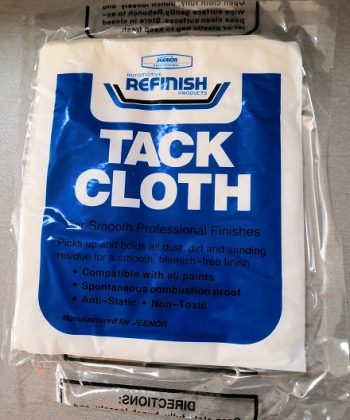 JEENOR
AUTOMOTIVE
REFINISH
PRODUCTS
TACK
CLOTH
For Smooth Professional Finishes
Picks up and holds all dust, dirt and sanding
residue for a smooth, blemish-free finish
• Compatible with all paints
• Spontaneous combustion proof
• Anti-Static • Non-Toxic
Manufactured for JEENOR
DIRECTIONS: